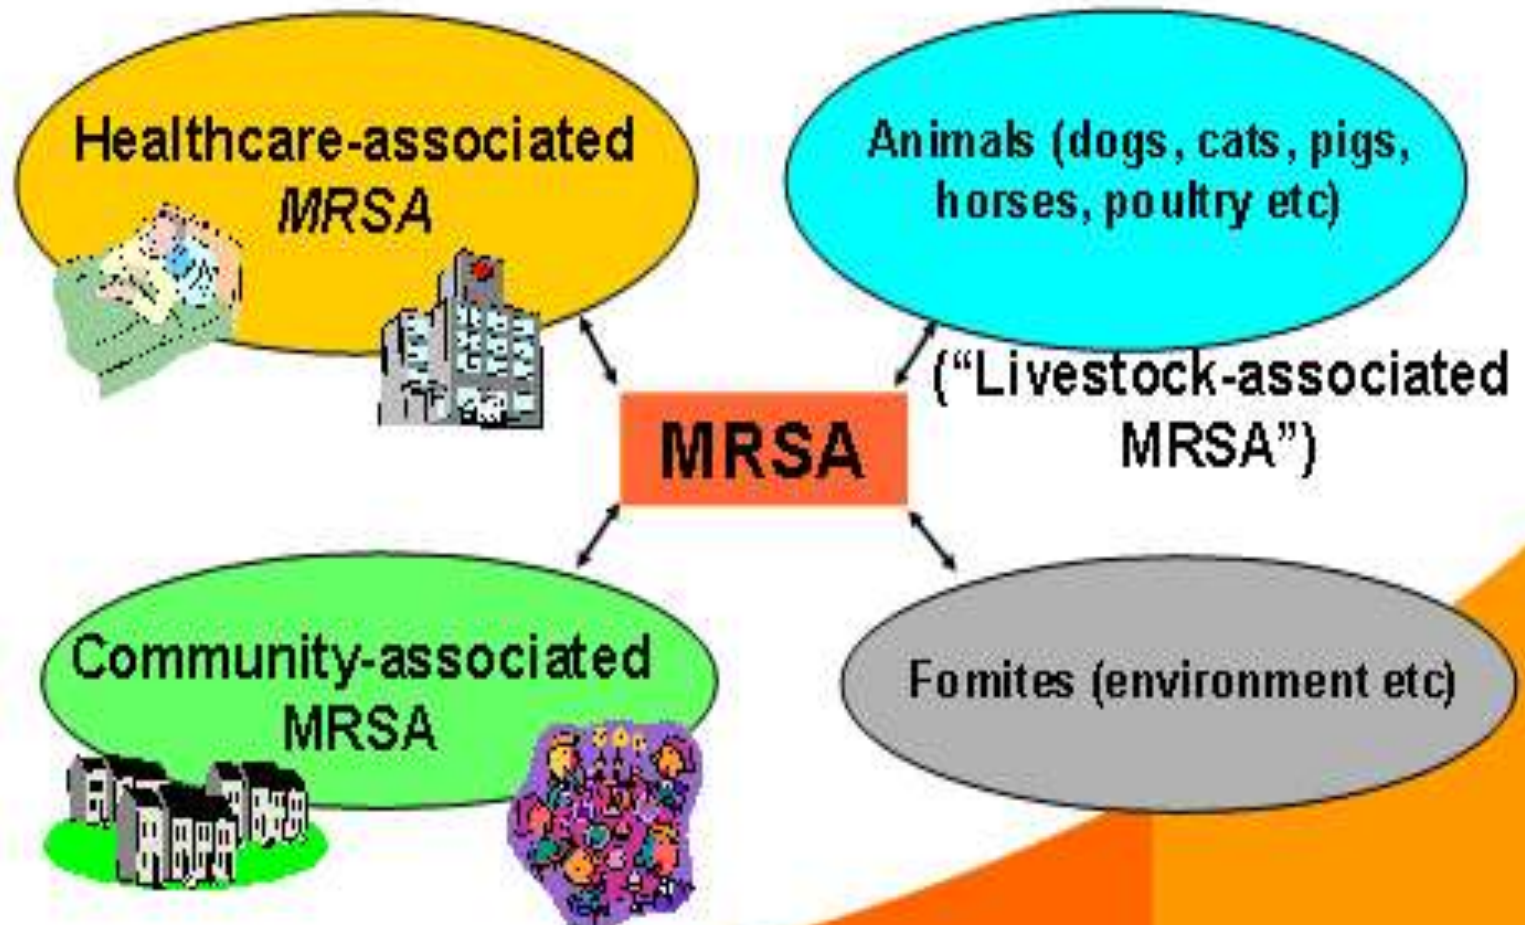 Healthcare-associated
MRSA
Animals (dogs, cats, pigs,
horses, poultry etc)
(“Livestock-associated
MRSA”)
MRSA
Community-associated
MRSA
Fomites (environment etc)